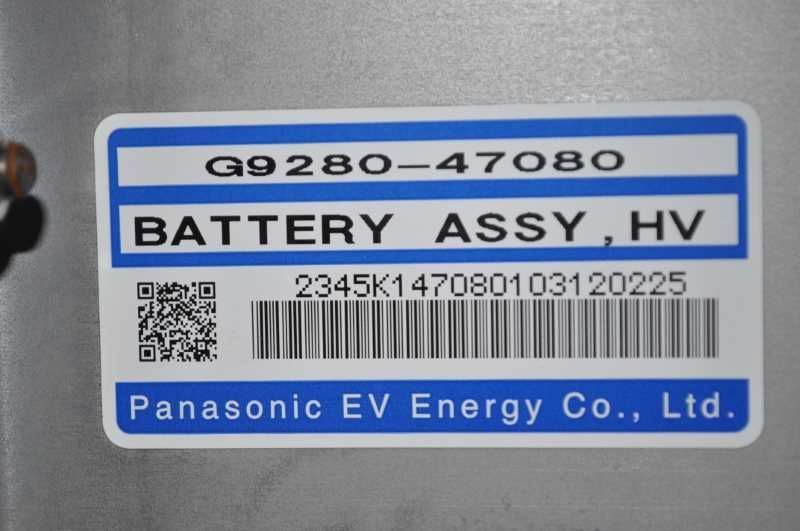 G9280-47080
BATTERY ASSY,HV
2345K147080103120225
Panasonic EV Energy Co., Ltd.